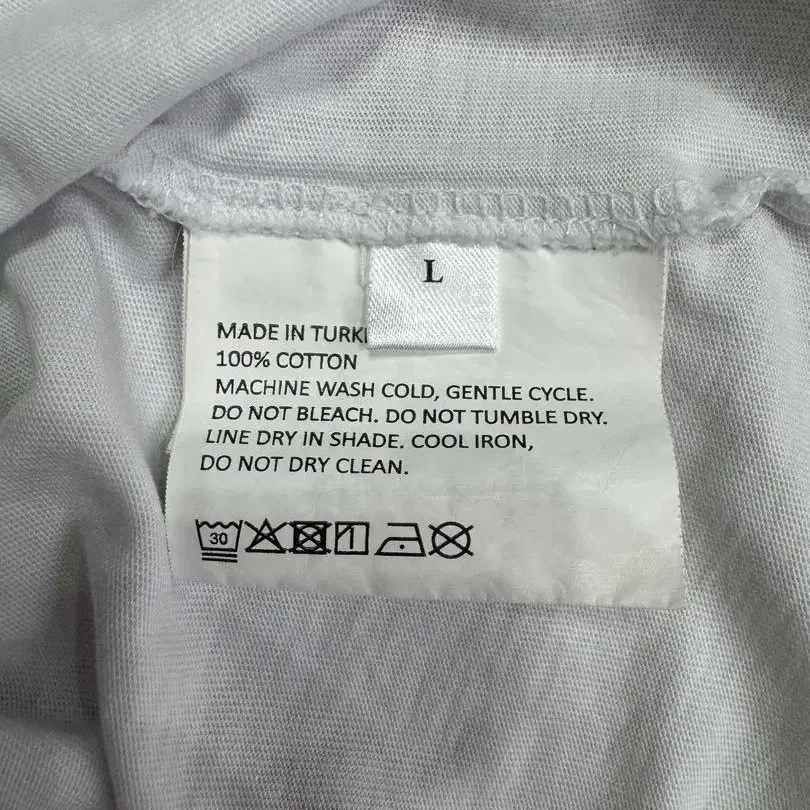 L
MADE IN TURKI
100% COTTON
MACHINE WASH COLD, GENTLE CYCLE.
DO NOT BLEACH. DO NOT TUMBLE DRY.
LINE DRY IN SHADE. COOL IRON,
DO NOT DRY CLEAN.
30